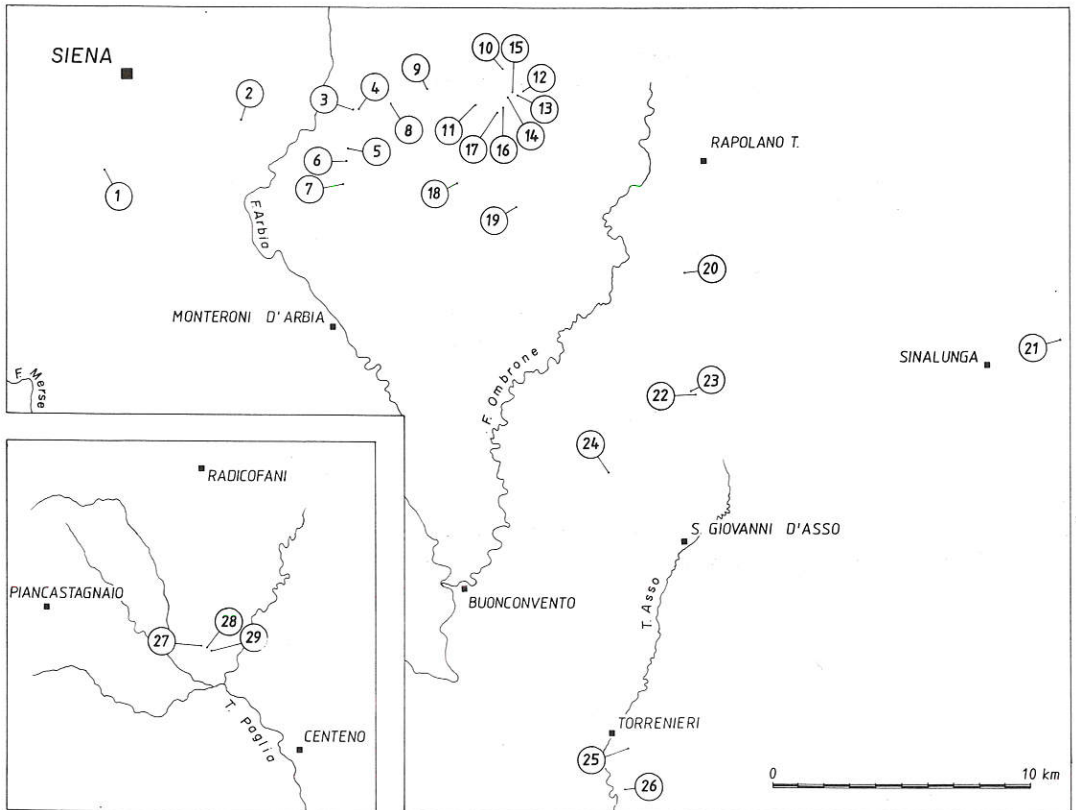 SIENA
10
15
9
12
2
3
4
13
8
11
14
17
16
RAPOLANO T.
6
5
1
7
18
19
F. Arbia
20
MONTERONI D'ARBIA
21
SINALUNGA
F. Ombrone
F. Merse
22
23
24
RADICOFANI
S. GIOVANNI D'ASSO
PIANCASTAGNAIO
BUONCONVENTO
T. Asso
28
27
29
T. Paglia
CENTENO
TORRENIERI
25
26
0
10 km